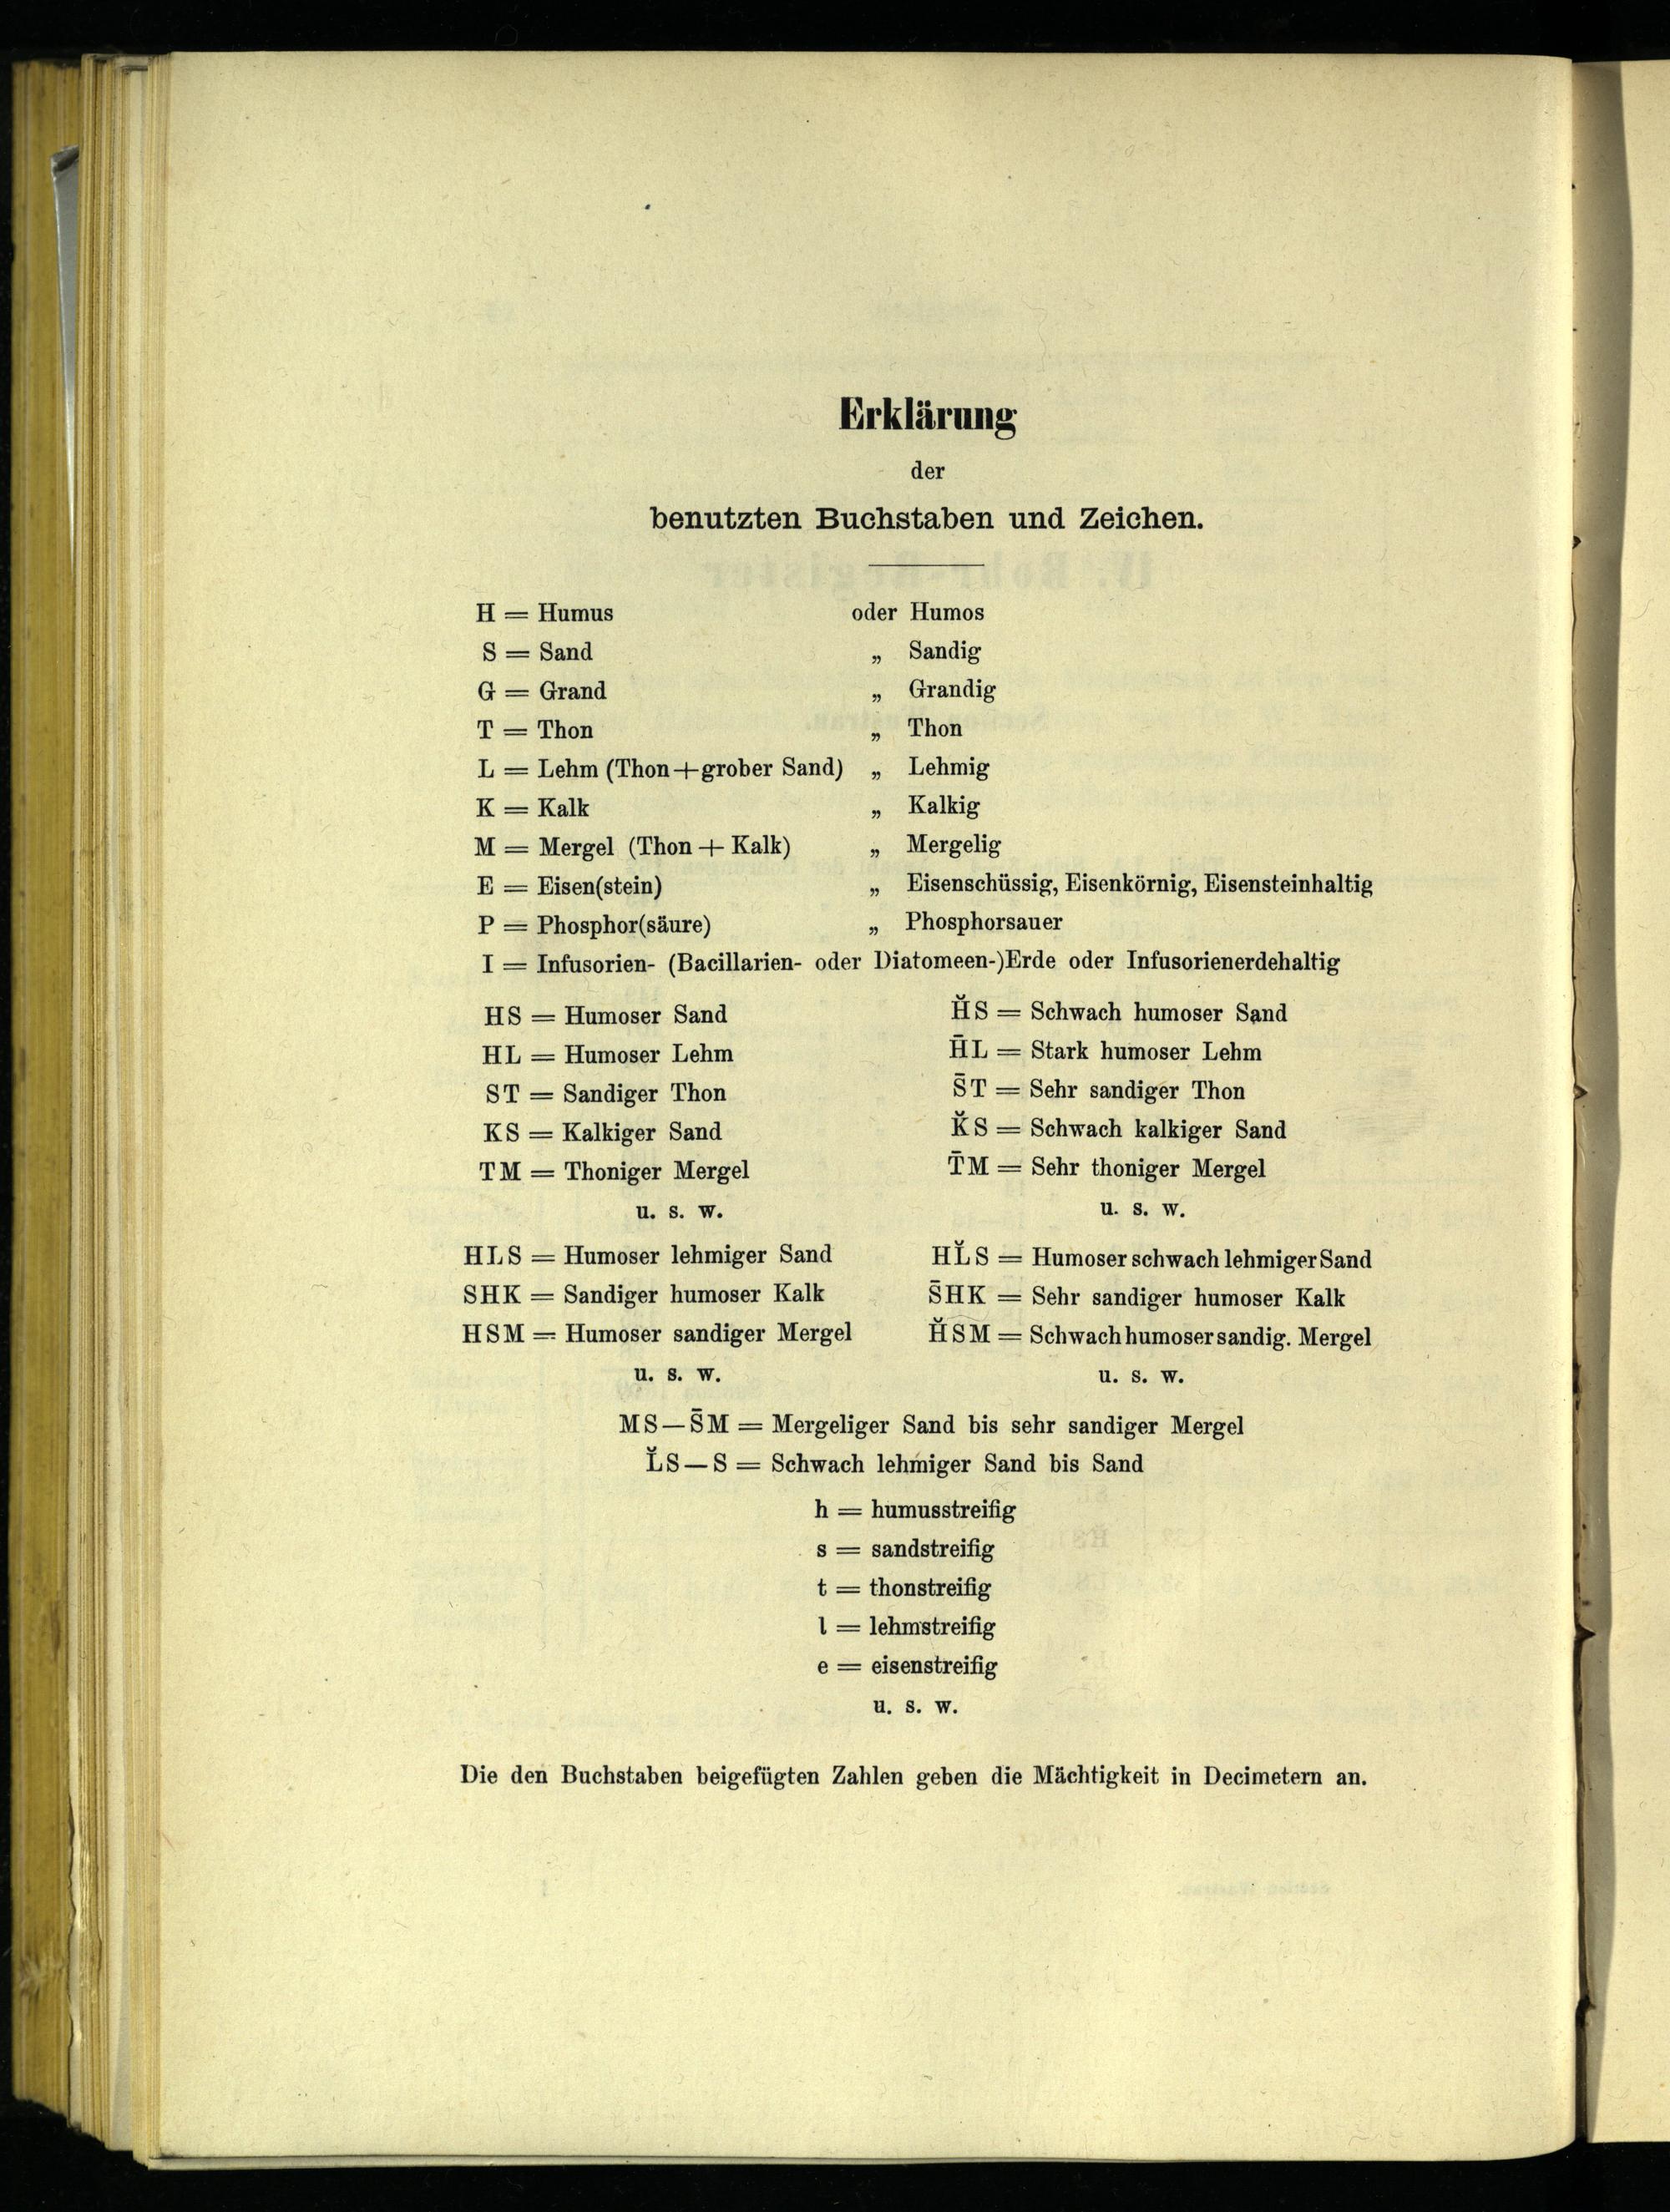 Erklärung
der
benutzten Buchstaben und Zeichen.
H = Humus oder Humos
S = Sand „ Sandig
G = Grand „ Grandig
T = Thon „ Thon
L = Lehm (Thon + grober Sand) „ Lehmig
K = Kalk „ Kalkig
M = Mergel (Thon + Kalk) „ Mergelig
E = Eisen(stein) „ Eisenschüssig, Eisenkörnig, Eisensteinhaltig
P = Phosphor(säure) „ Phosphorsauer
I = Infusorien- (Bacillarien- oder Diatomeen-)Erde oder Infusorienerdehaltig
HS = Humoser Sand H̆S = Schwach humoser Sand
HL = Humoser Lehm H̄L = Stark humoser Lehm
ST = Sandiger Thon S̄T = Sehr sandiger Thon
KS = Kalkiger Sand K̆S = Schwach kalkiger Sand
TM = Thoniger Mergel T̄M = Sehr thoniger Mergel
u. s. w. u. s. w.
HLS = Humoser lehmiger Sand HL̆S = Humoser schwach lehmiger Sand
SHK = Sandiger humoser Kalk S̄HK = Sehr sandiger humoser Kalk
HSM = Humoser sandiger Mergel H̆SM = Schwach humoser sandig. Mergel
u. s. w. u. s. w.
MS—S̄M = Mergeliger Sand bis sehr sandiger Mergel
L̆S—S = Schwach lehmiger Sand bis Sand
h = humusstreifig
s = sandstreifig
t = thonstreifig
l = lehmstreifig
e = eisenstreifig
u. s. w.
Die den Buchstaben beigefügten Zahlen geben die Mächtigkeit in Decimetern an.